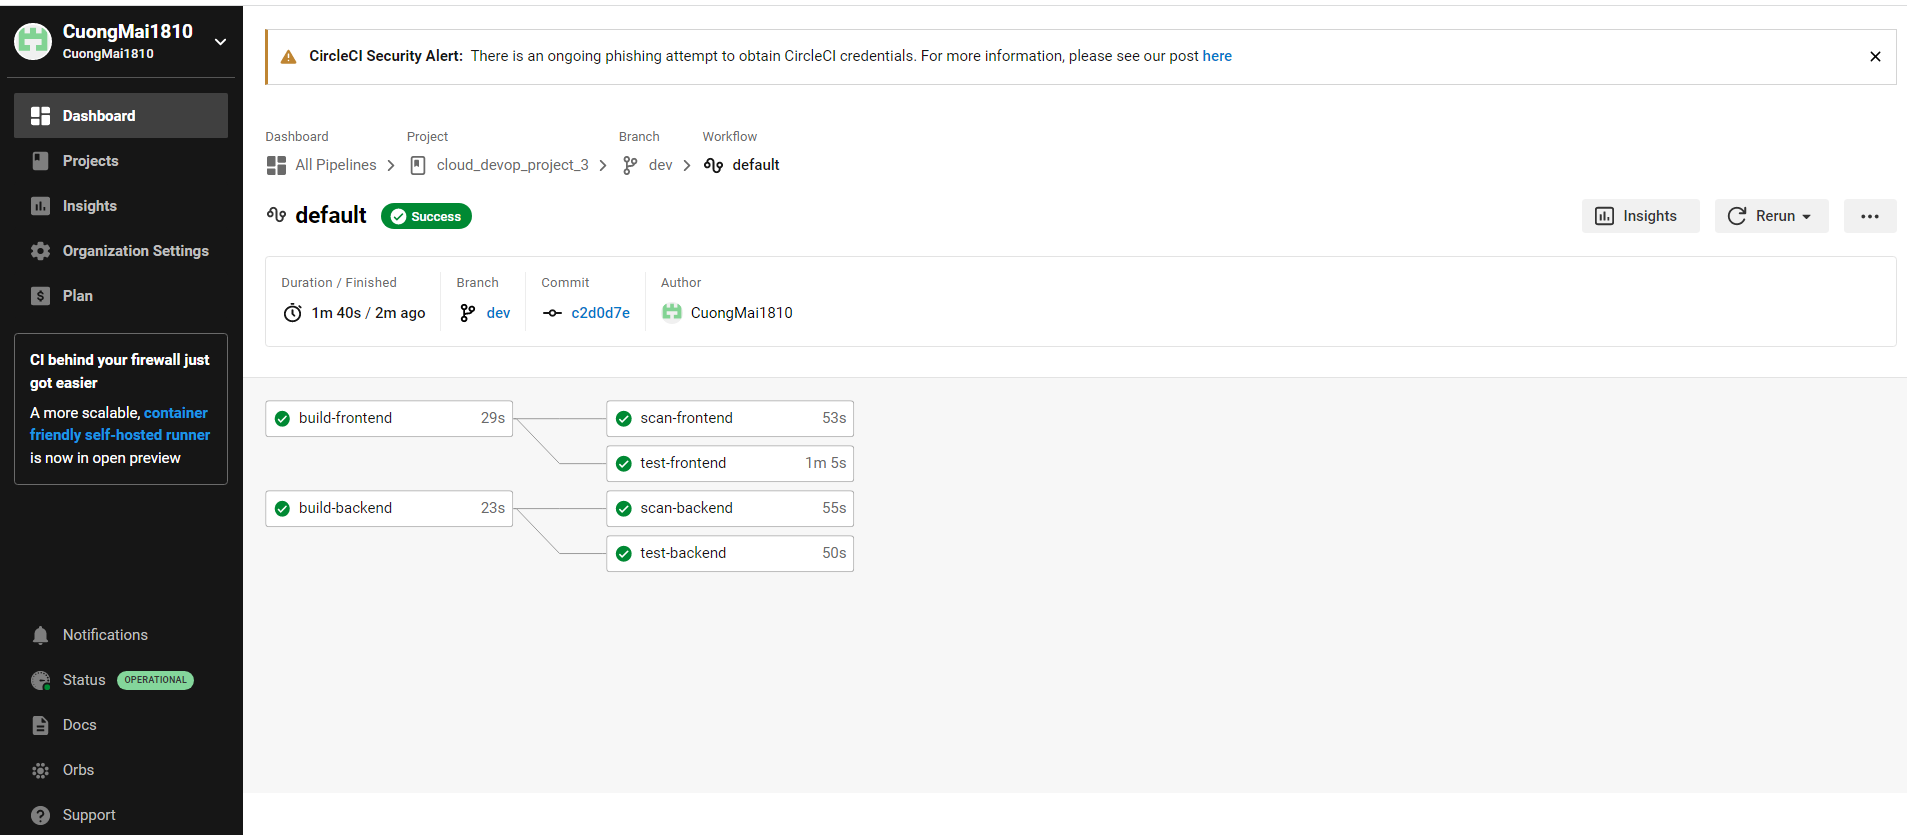 CuongMai1810
CuongMai1810
Dashboard
Projects
Insights
Organization Settings
Plan
CI behind your firewall just
got easier
A more scalable, container
friendly self-hosted runner
is now in open preview
Notifications
Status OPERATIONAL
Docs
Orbs
Support
CircleCI Security Alert: There is an ongoing phishing attempt to obtain CircleCI credentials. For more information, please see our post here
Dashboard Project Branch Workflow
All Pipelines cloud_devop_project_3 dev default
default Success
Insights Rerun
Duration / Finished Branch Commit Author
1m 40s / 2m ago dev c2d0d7e CuongMai1810
build-frontend 29s scan-frontend 53s
test-frontend 1m 5s
build-backend 23s scan-backend 55s
test-backend 50s